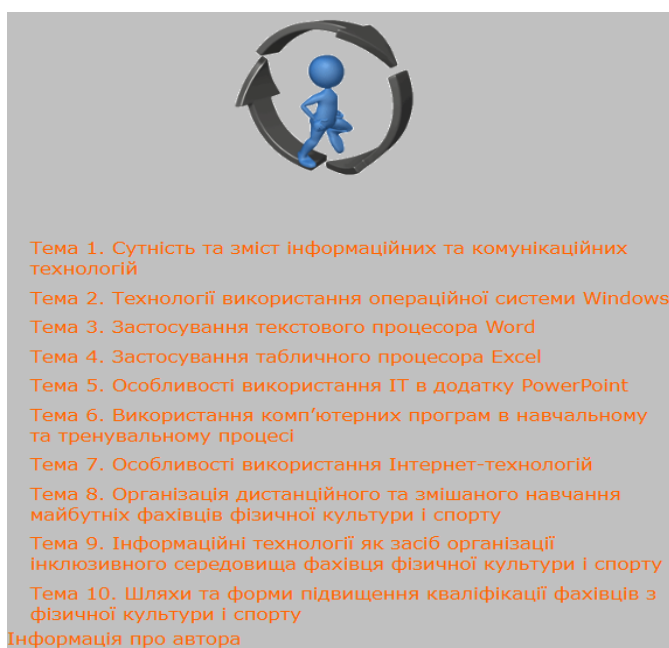 Тема 1. Сутність та зміст інформаційних та комунікаційних
технологій
Тема 2. Технології використання операційної системи Windows
Тема 3. Застосування текстового процесора Word
Тема 4. Застосування табличного процесора Excel
Тема 5. Особливості використання ІТ в додатку PowerPoint
Тема 6. Використання комп’ютерних програм в навчальному
та тренувальному процесі
Тема 7. Особливості використання Інтернет-технологій
Тема 8. Організація дистанційного та змішаного навчання
майбутніх фахівців фізичної культури і спорту
Тема 9. Інформаційні технології як засіб організації
інклюзивного середовища фахівця фізичної культури і спорту
Тема 10. Шляхи та форми підвищення кваліфікації фахівців з
фізичної культури і спорту
Інформація про автора